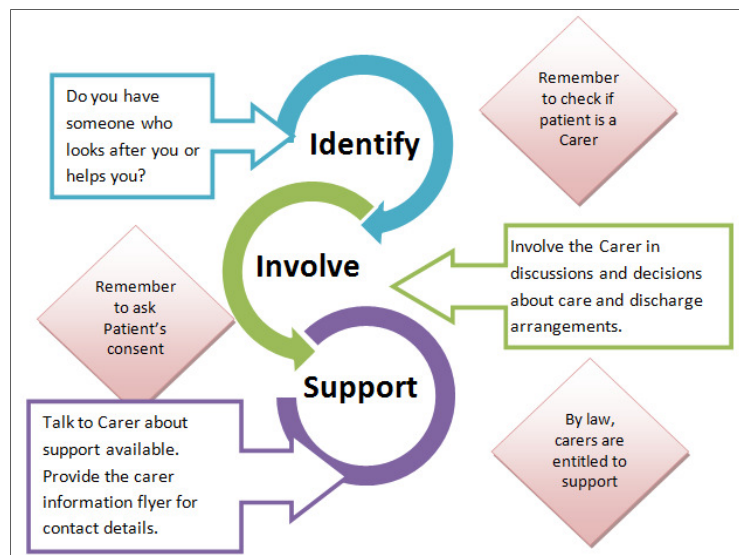 Do you have
someone who
looks after you or
helps you?
Identify
Remember
to check if
patient is a
Carer
Involve
Involve the Carer in
discussions and decisions
about care and discharge
arrangements.
Remember
to ask
Patient's
consent
Support
Talk to Carer about
support available.
Provide the carer
information flyer for
contact details.
By law,
carers are
entitled to
support